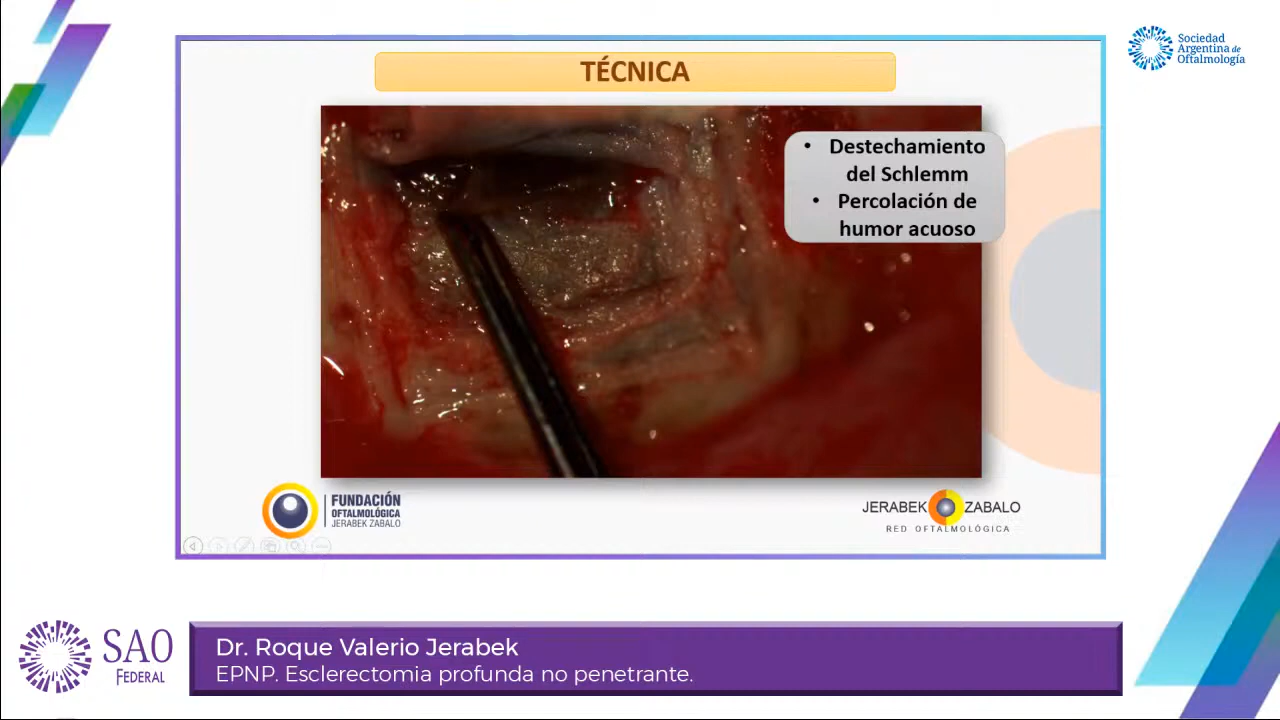 TÉCNICA
Sociedad
Argentina de
Oftalmología
• Destechamiento
del Schlemm
• Percolación de
humor acuoso
FUNDACIÓN
OFTALMOLÓGICA
JERABEK ZABALO
JERABEK ZABALO
RED OFTALMOLÓGICA
SAO
FEDERAL
Dr. Roque Valerio Jerabek
EPNP. Esclerectomia profunda no penetrante.